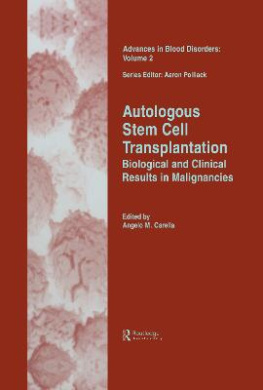 Advances in Blood Disorders:
Volume 2
Series Editor: Aaron Polliack
Autologous
Stem Cell
Transplantation
Biological and Clinical
Results in Malignancies
Edited by
Angelo M. Carella
Routledge